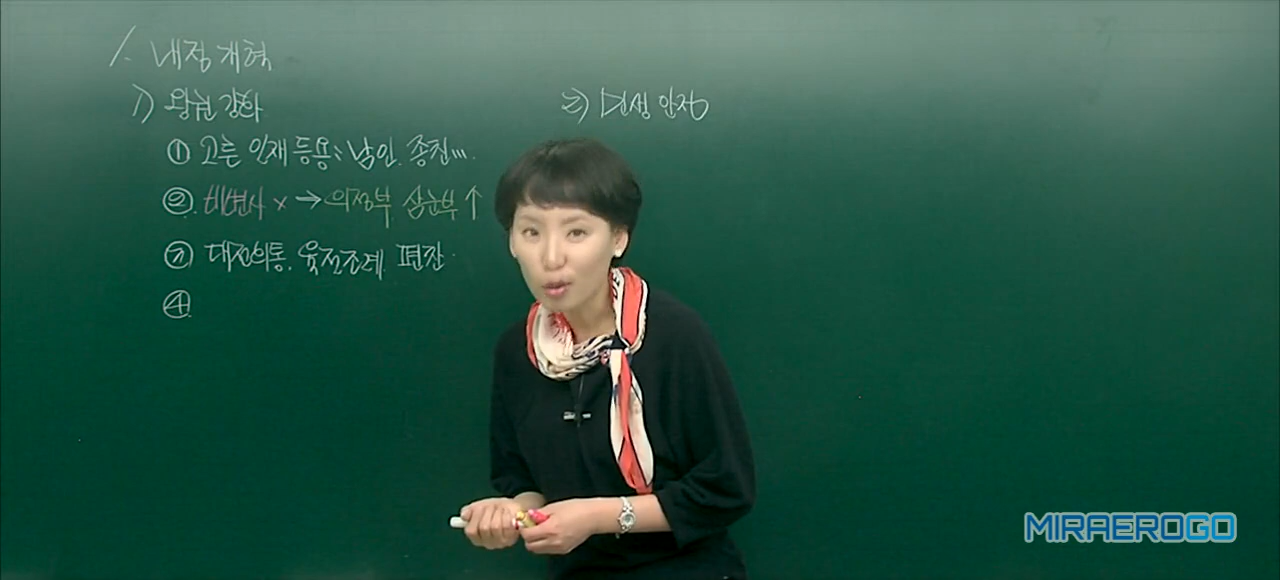 1. 내정 개혁
1) 왕권 강화
① 고른 인재 등용 : 남인, 종친…
② 비변사 × → 의정부, 삼군부 ↑
③ 대전회통, 육전조례 편찬
④
2) 민생 안정
MIRAEROGO